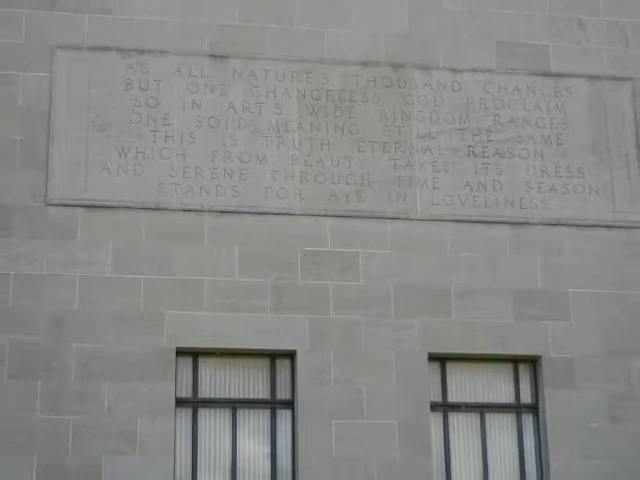 AS ALL NATURE'S THOUSAND CHANGES
BUT ONE CHANGELESS GOD PROCLAIM
SO IN ART'S WIDE KINGDOM RANGES
ONE SOLE MEANING STILL THE SAME
THIS IS TRUTH ETERNAL REASON
WHICH FROM BEAUTY TAKES ITS DRESS
AND SERENE THROUGH TIME AND SEASON
STANDS FOR AYE IN LOVELINESS